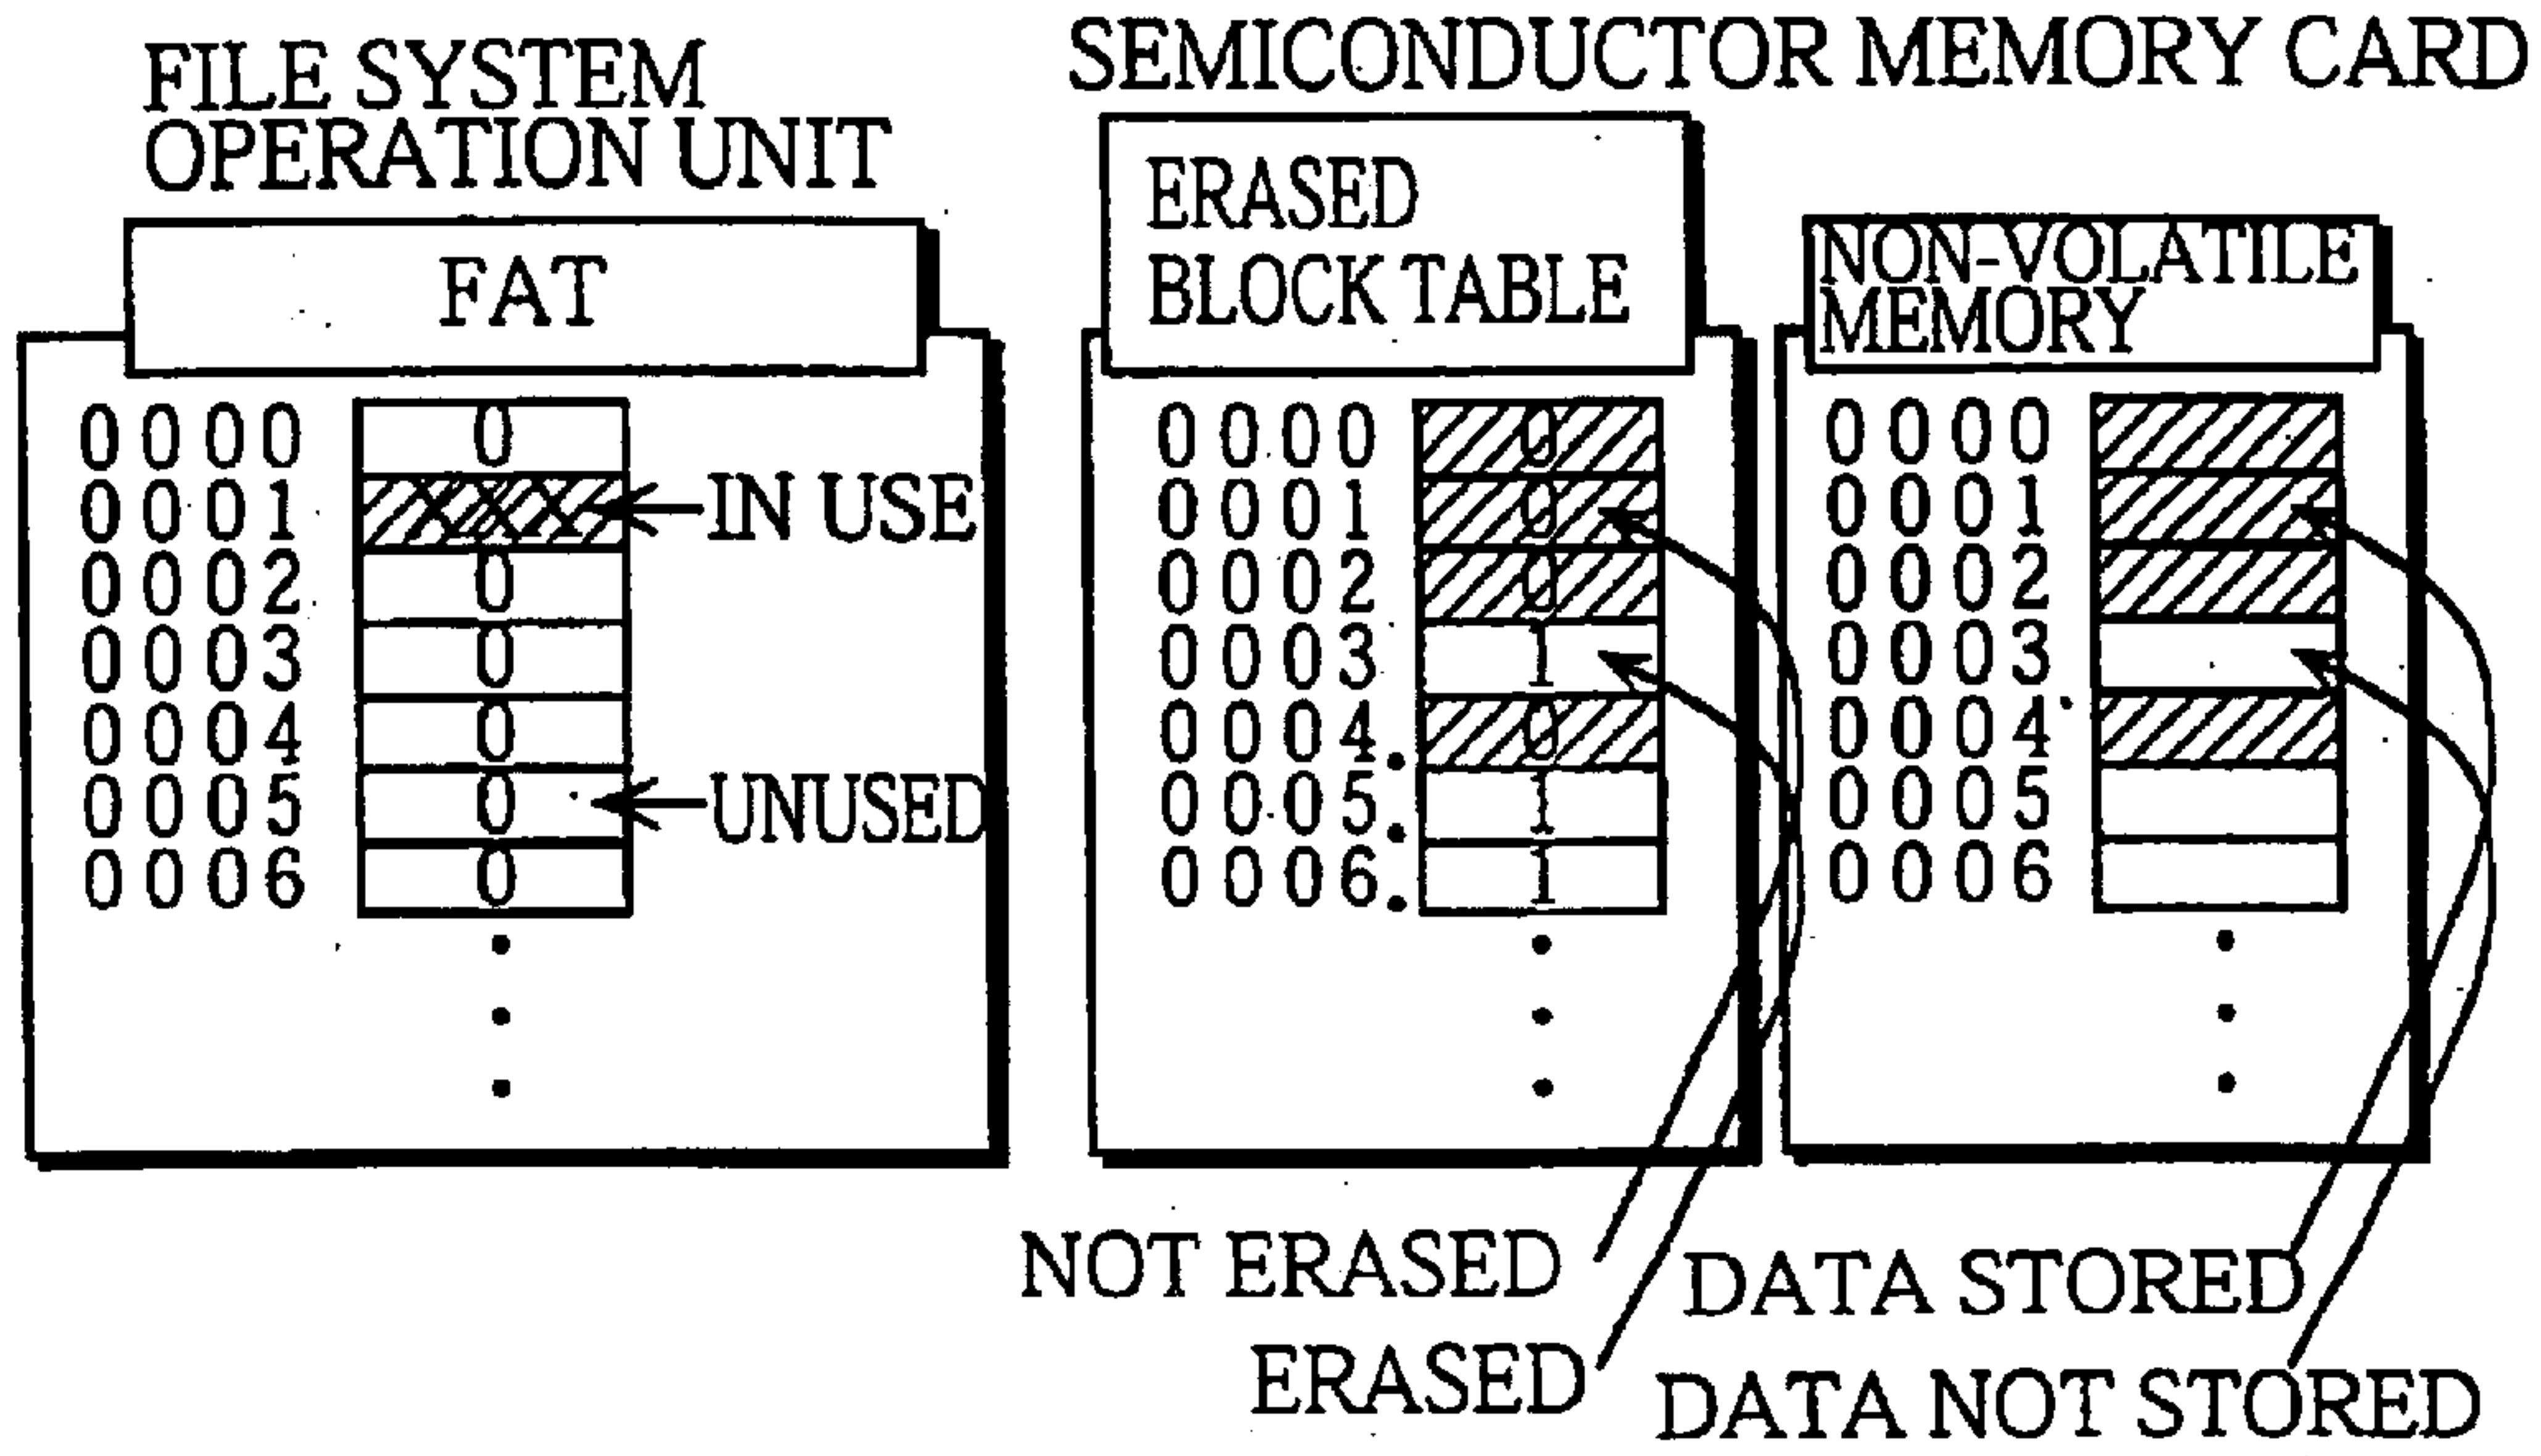 FILE SYSTEM
OPERATION UNIT
FAT
0000 0
0001
IN USE
0002 0
0003 0
0004 0
0005 0
UNUSED
0006 0
SEMICONDUCTOR MEMORY CARD
ERASED
BLOCK TABLE
0000 0
0001 0
0002 0
0003 1
0004 0
0005 1
0006 1
NOT ERASED
ERASED
NON-VOLATILE
MEMORY
0000
0001
0002
0003
0004
0005
0006
DATA STORED
DATA NOT STORED